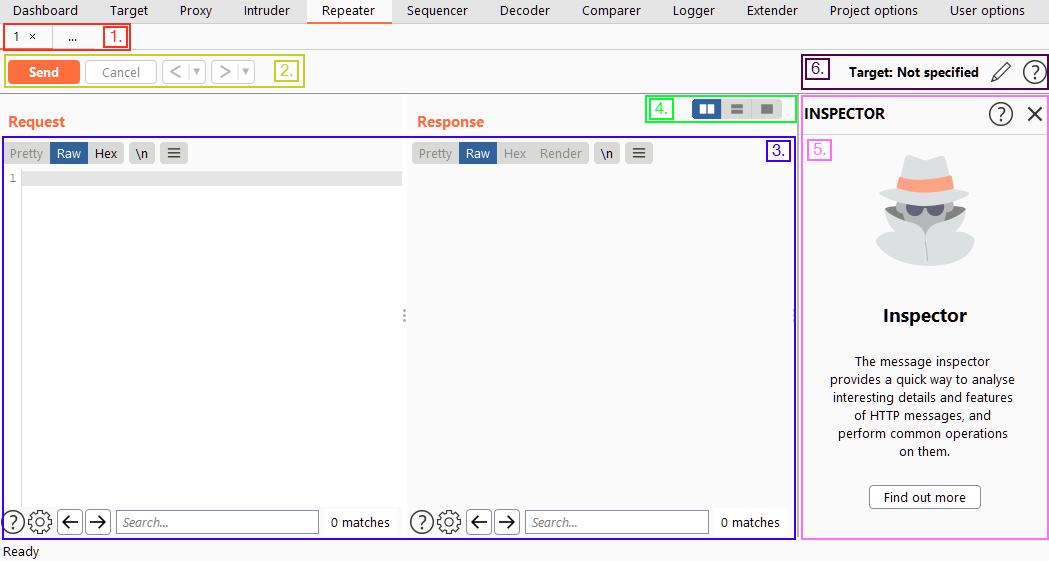 Dashboard Target Proxy Intruder Repeater Sequencer Decoder Comparer Logger Extender Project options User options
1 × ... 1.
Send Cancel < > 2.
6. Target: Not specified ?
4.
Request
Response
INSPECTOR ?
Pretty Raw Hex \n
Pretty Raw Hex Render \n 3.
5.
1
Inspector
The message inspector
provides a quick way to analyse
interesting details and features
of HTTP messages, and
perform common operations
on them.
Find out more
? Search... 0 matches
? Search... 0 matches
Ready